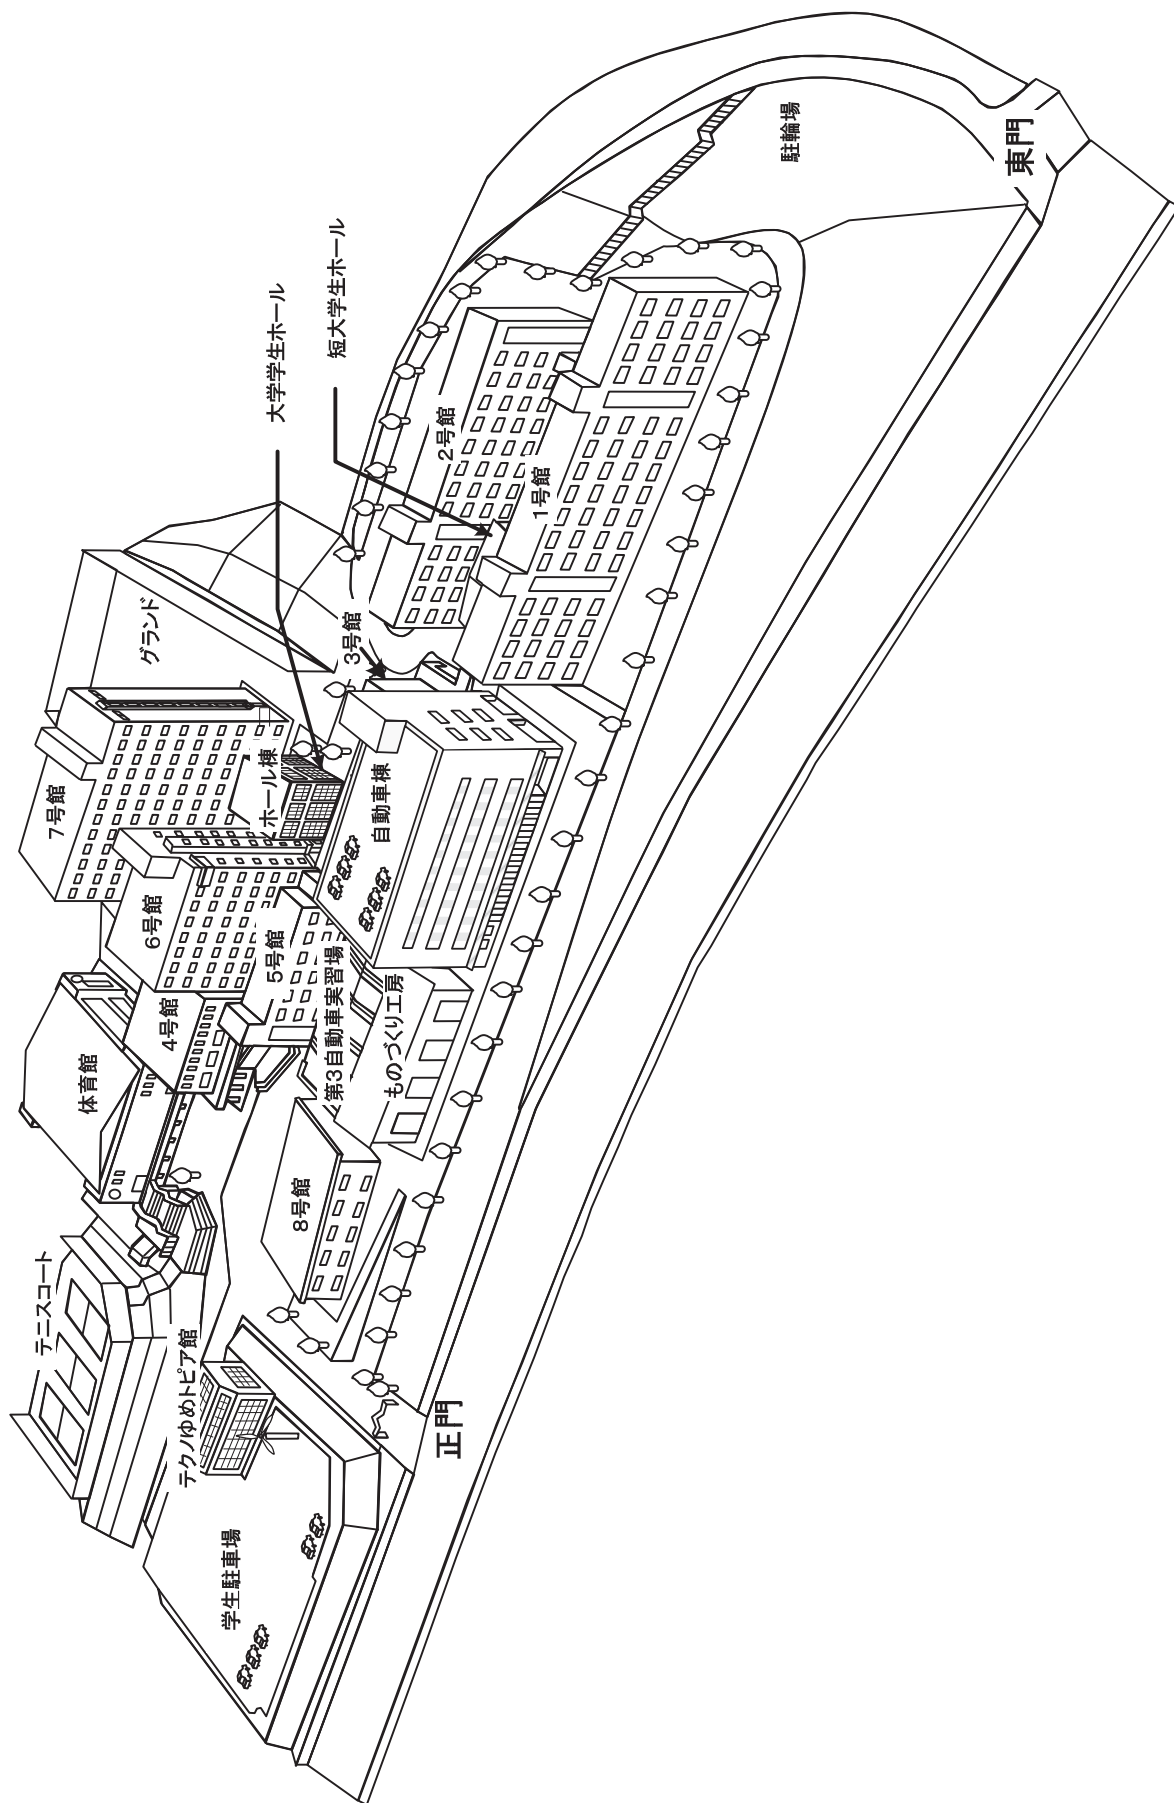 テニスコート
体育館
7号館
グランド
大学学生ホール
短大学生ホール
テクノゆめトピア館
4号館
6号館
ホール棟
3号館
2号館
駐輪場
学生駐車場
8号館
第3自動車実習場
5号館
自動車棟
1号館
ものづくり工房
正門
東門